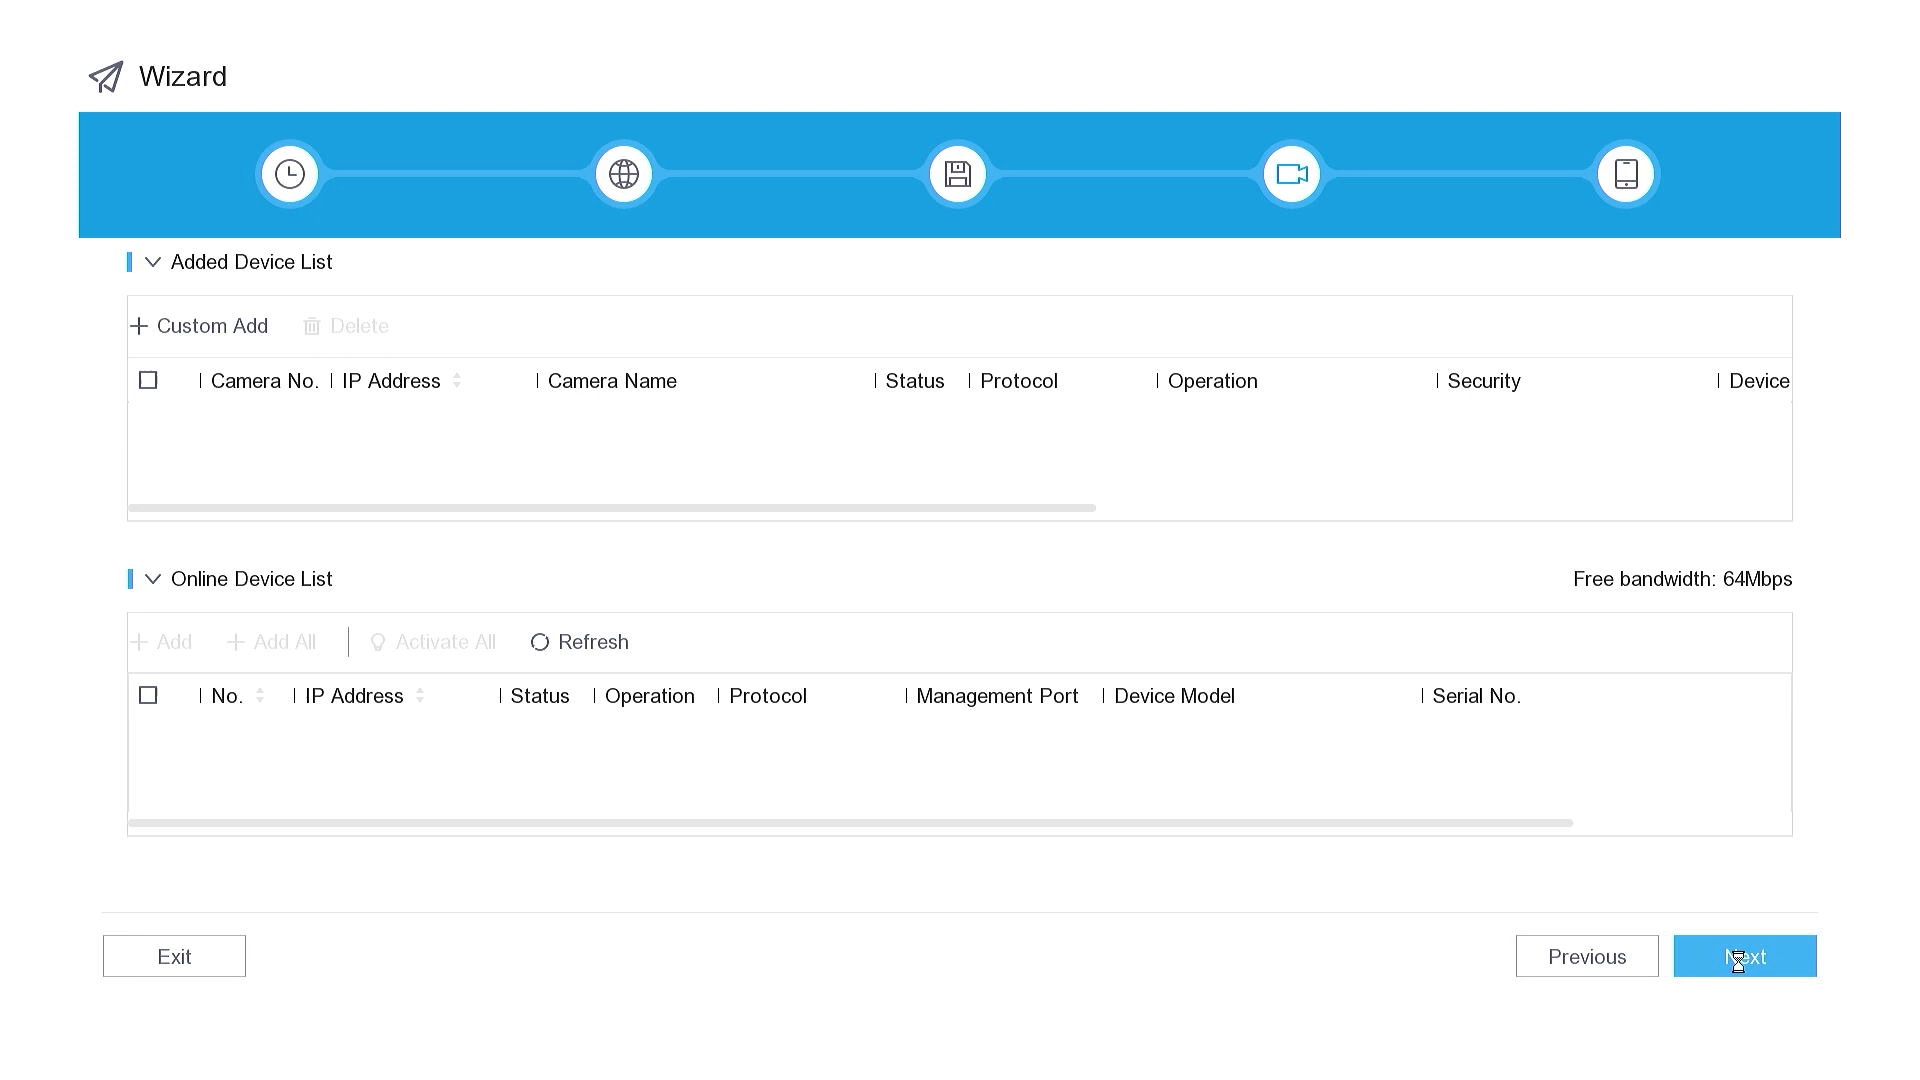 Wizard
Added Device List
Custom Add Delete
Camera No. IP Address Camera Name Status Protocol Operation Security Device
Online Device List Free bandwidth: 64Mbps
Add Add All Activate All Refresh
No. IP Address Status Operation Protocol Management Port Device Model Serial No.
Exit Previous Next